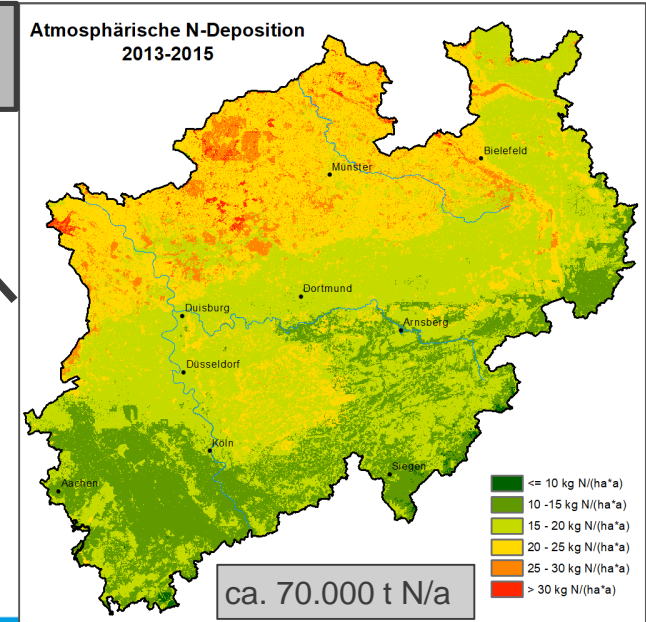 Atmosphärische N-Deposition
2013-2015
Bielefeld
Münster
Dortmund
Duisburg
Arnsberg
Düsseldorf
Köln
Siegen
Aachen
<= 10 kg N/(ha*a)
10 -15 kg N/(ha*a)
15 - 20 kg N/(ha*a)
20 - 25 kg N/(ha*a)
25 - 30 kg N/(ha*a)
> 30 kg N/(ha*a)
ca. 70.000 t N/a